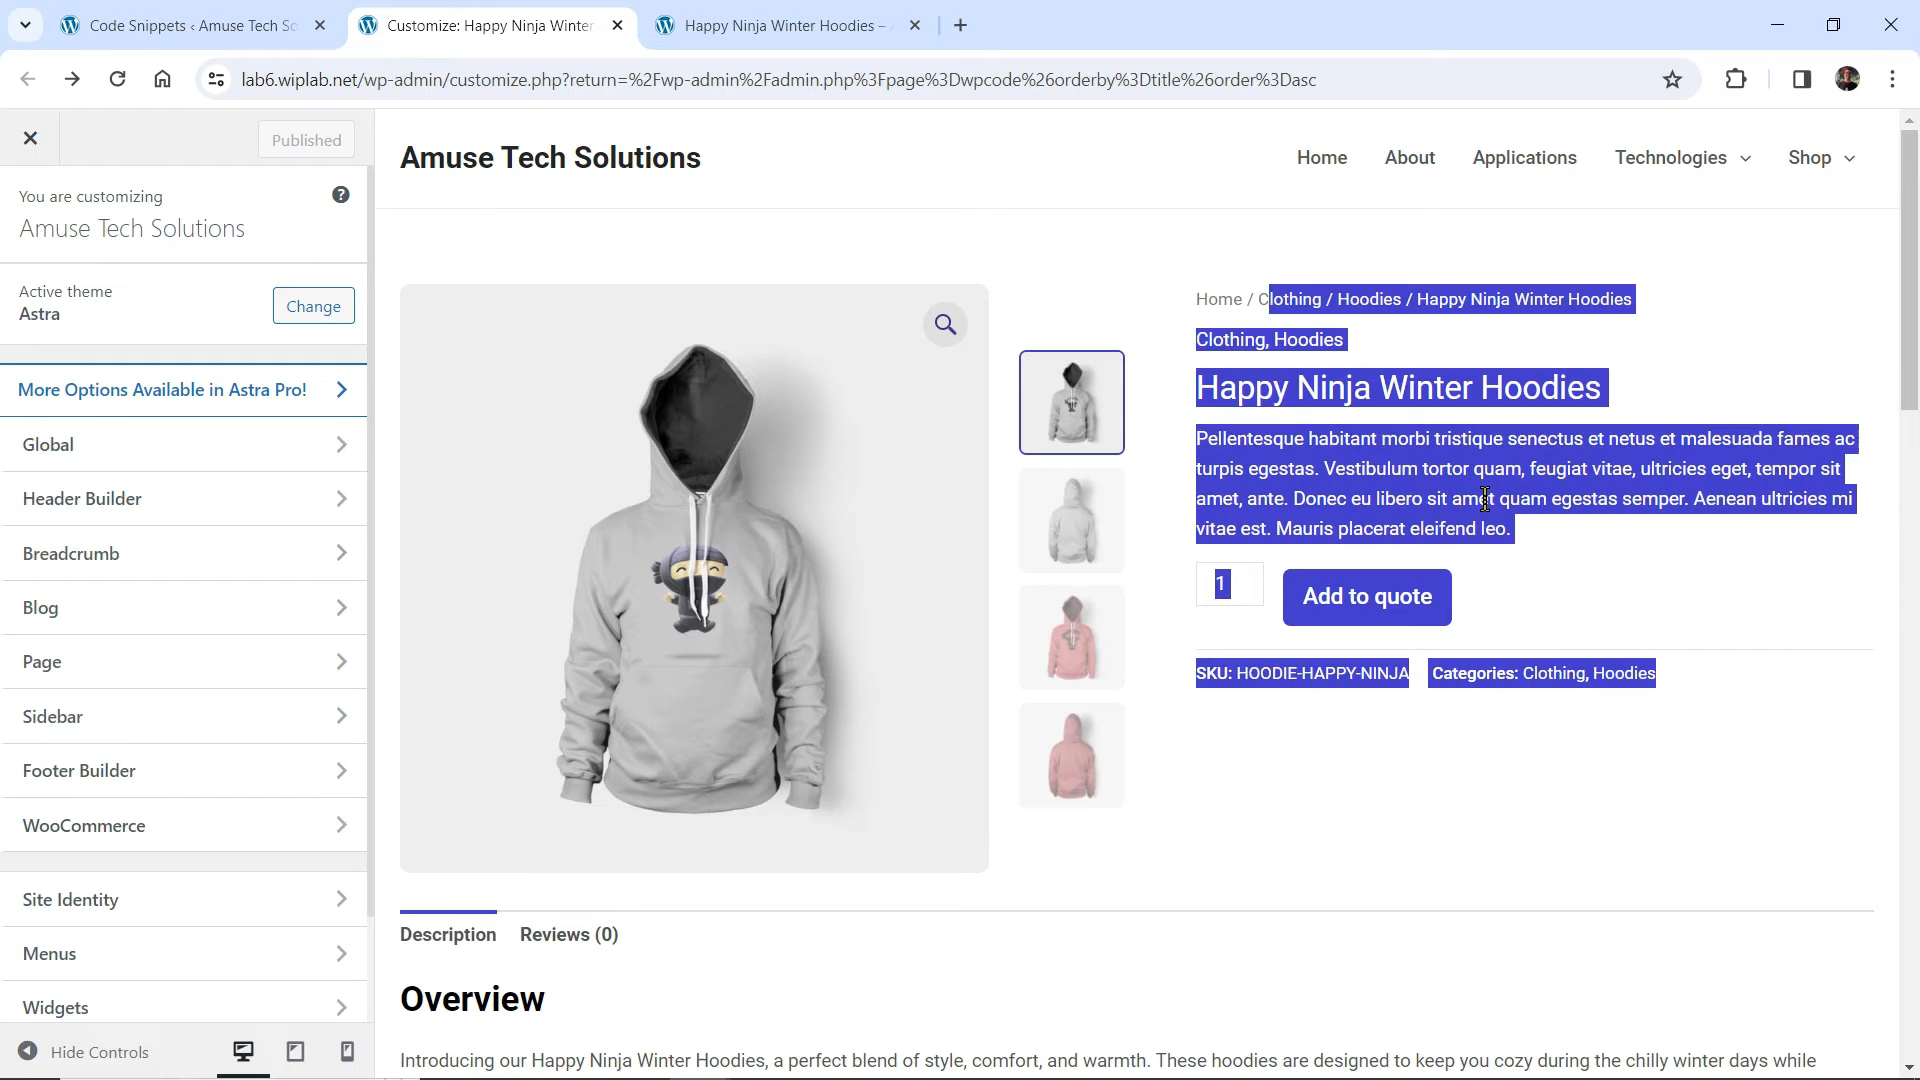 Code Snippets ‹ Amuse Tech So
Customize: Happy Ninja Winter
Happy Ninja Winter Hoodies –
lab6.wiplab.net/wp-admin/customize.php?return=%2Fwp-admin%2Fadmin.php%3Fpage%3Dwpcode%26orderby%3Dtitle%26order%3Dasc
Published
You are customizing
Amuse Tech Solutions
Active theme
Astra
Change
More Options Available in Astra Pro!
Global
Header Builder
Breadcrumb
Blog
Page
Sidebar
Footer Builder
WooCommerce
Site Identity
Menus
Widgets
Hide Controls
Amuse Tech Solutions
Home
About
Applications
Technologies
Shop
Home / Clothing / Hoodies / Happy Ninja Winter Hoodies
Clothing, Hoodies
Happy Ninja Winter Hoodies
Pellentesque habitant morbi tristique senectus et netus et malesuada fames ac
turpis egestas. Vestibulum tortor quam, feugiat vitae, ultricies eget, tempor sit
amet, ante. Donec eu libero sit amet quam egestas semper. Aenean ultricies mi
vitae est. Mauris placerat eleifend leo.
1
Add to quote
SKU: HOODIE-HAPPY-NINJA Categories: Clothing, Hoodies
Description
Reviews (0)
Overview
Introducing our Happy Ninja Winter Hoodies, a perfect blend of style, comfort, and warmth. These hoodies are designed to keep you cozy during the chilly winter days while